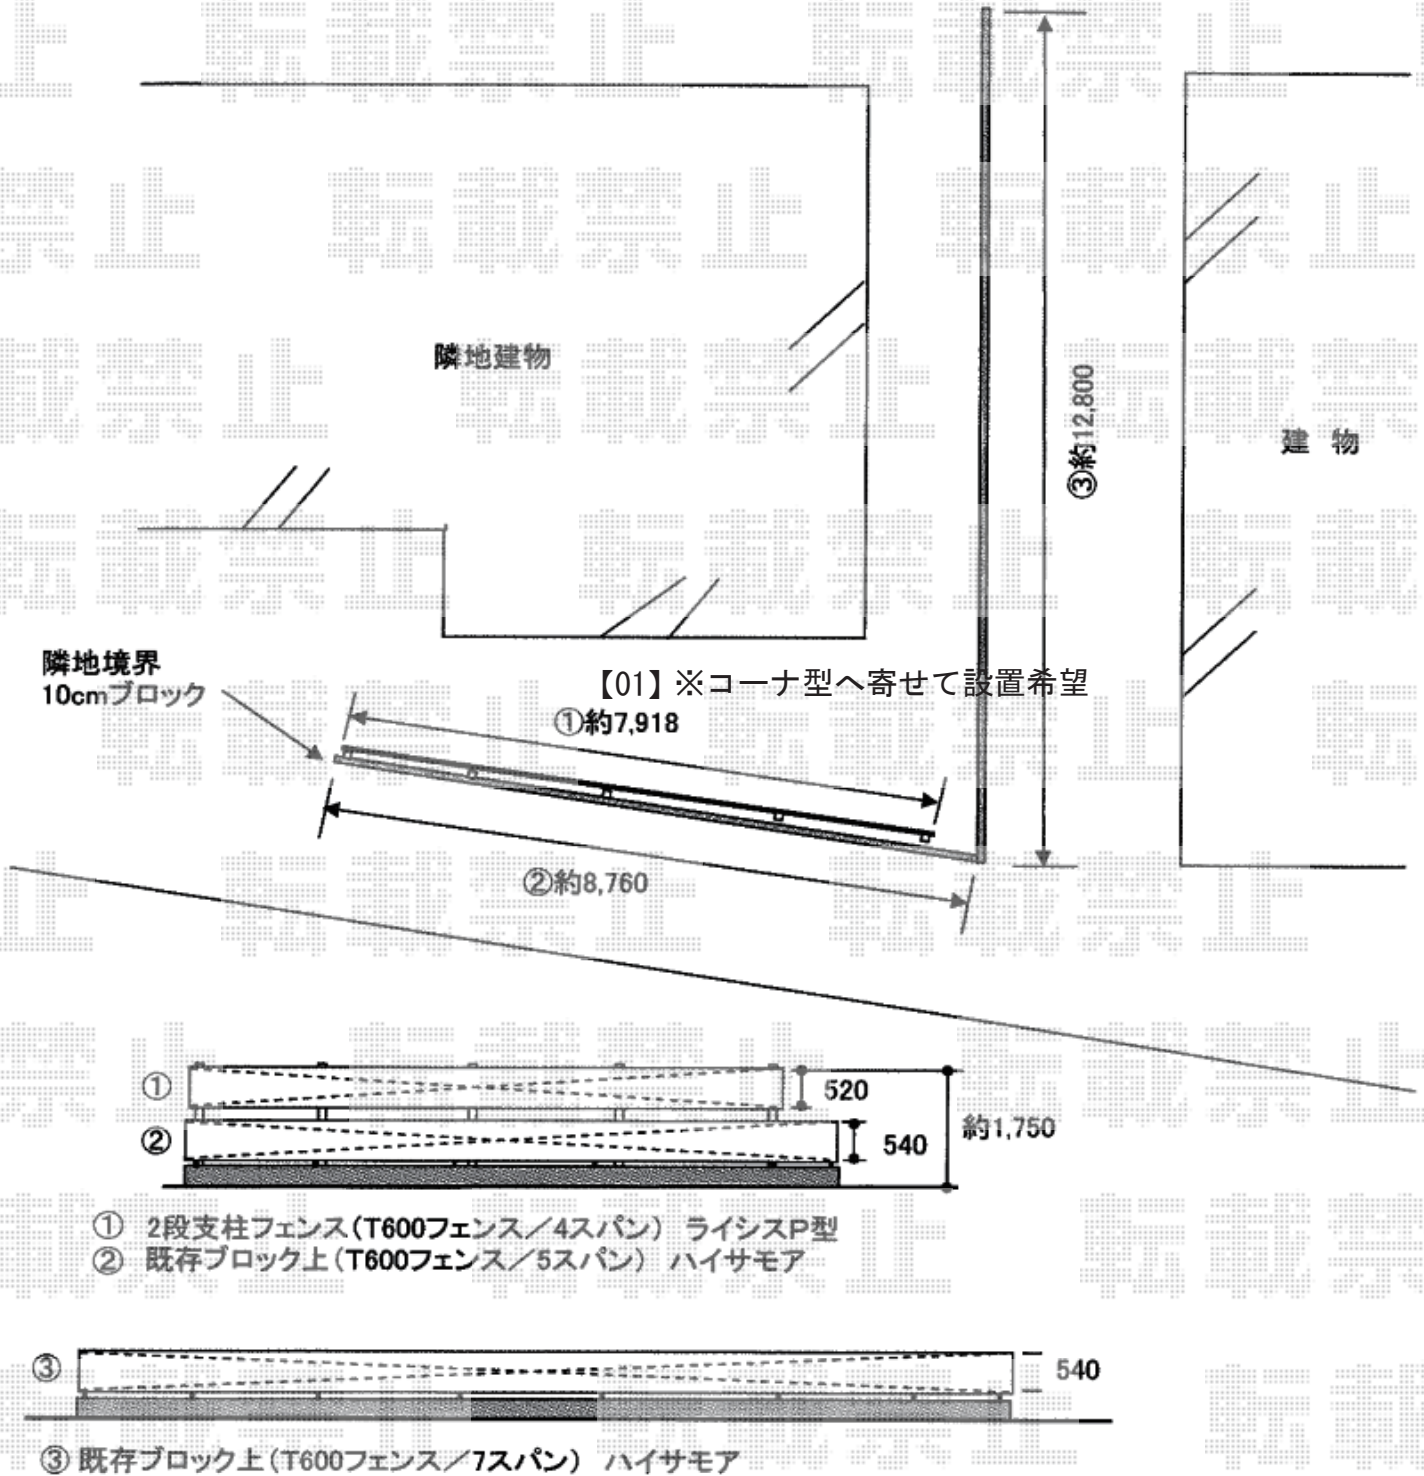 隣地建物
③約12,800
建 物
隣地境界
10cmブロック
【01】※コーナ型へ寄せて設置希望
①約7,918
②約8,760
①
520
②
540
約1,750
① 2段支柱フェンス(T600フェンス／4スパン) ライシスP型
② 既存ブロック上(T600フェンス／5スパン) ハイサモア
③
540
③ 既存ブロック上(T600フェンス／7スパン) ハイサモア
転載禁止